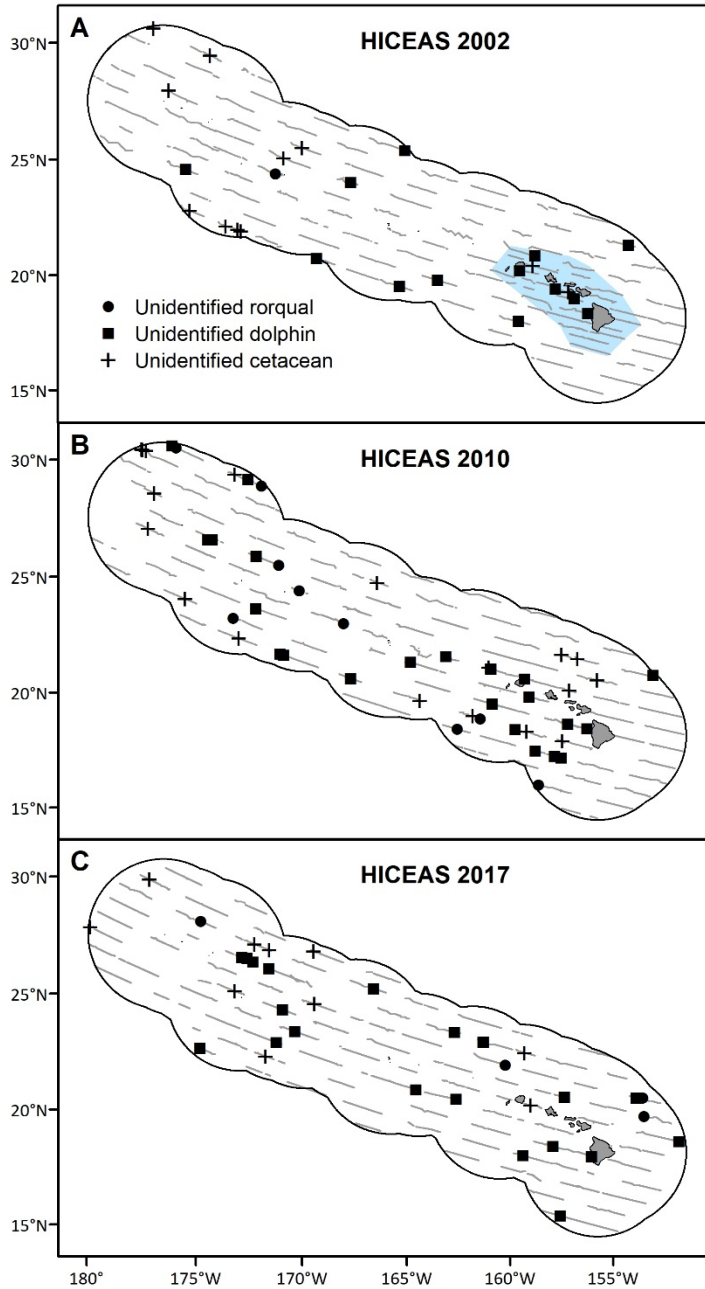 A
HICEAS 2002
30°N
25°N
20°N
15°N
Unidentified rorqual
Unidentified dolphin
Unidentified cetacean
B
HICEAS 2010
30°N
25°N
20°N
15°N
C
HICEAS 2017
30°N
25°N
20°N
15°N
180° 175°W 170°W 165°W 160°W 155°W